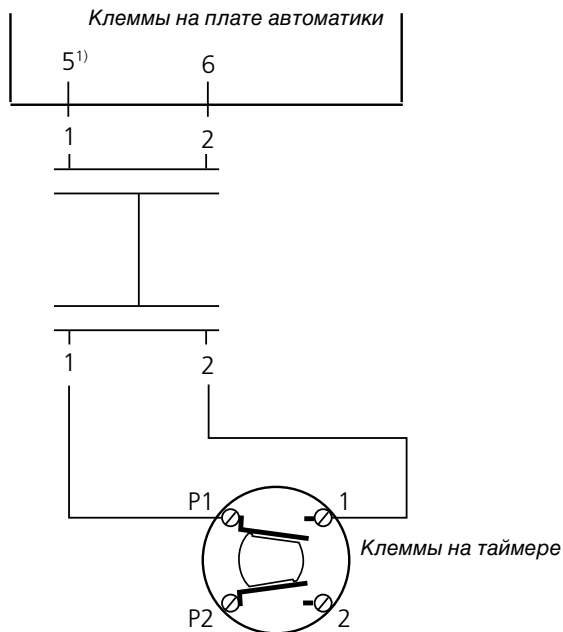 Клеммы на плате автоматики
5¹⁾ 6
1 2
1 2
P1 1
Клеммы на таймере
P2 2